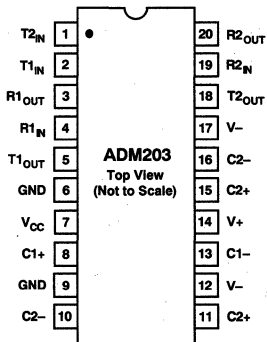 T2IN 1 20 R2OUT
T1IN 2 19 R2IN
R1OUT 3 18 T2OUT
R1IN 4 17 V–
T1OUT 5 16 C2–
ADM203
GND 6 Top View 15 C2+
(Not to Scale)
VCC 7 14 V+
C1+ 8 13 C1–
GND 9 12 V–
C2– 10 11 C2+